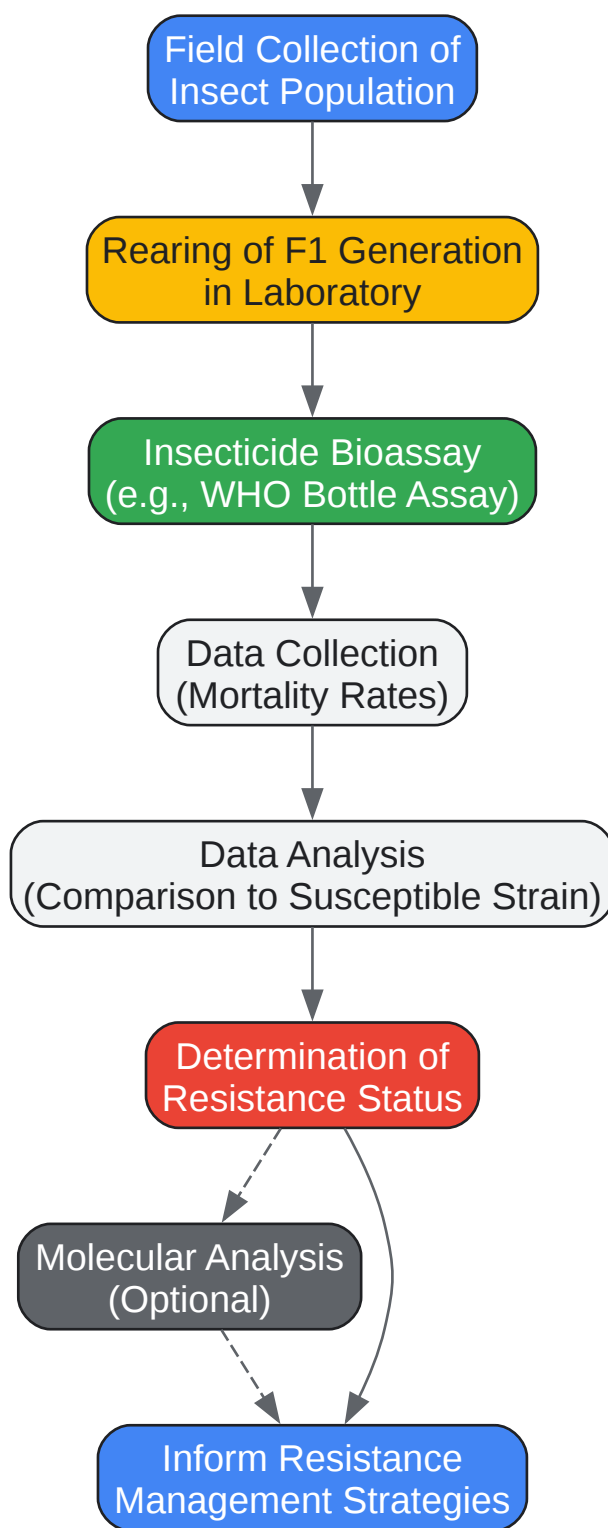 Field Collection of
Insect Population
Rearing of F1 Generation
in Laboratory
Insecticide Bioassay
(e.g., WHO Bottle Assay)
Data Collection
(Mortality Rates)
Data Analysis
(Comparison to Susceptible Strain)
Determination of
Resistance Status
Molecular Analysis
(Optional)
Inform Resistance
Management Strategies